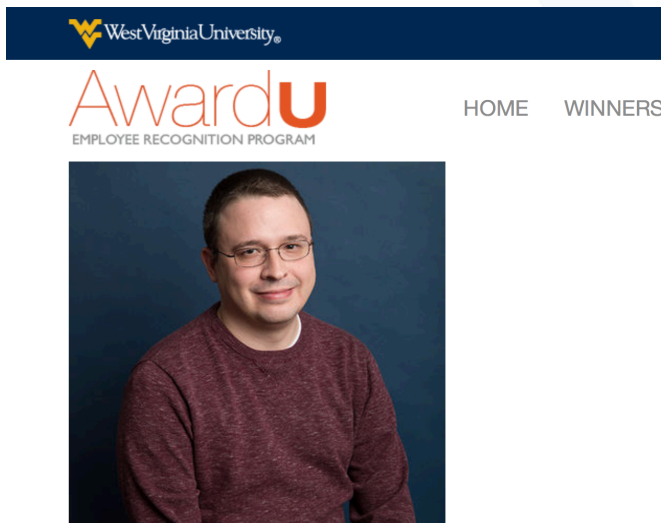 WestVirginiaUniversity®
AwardU
EMPLOYEE RECOGNITION PROGRAM
HOME WINNERS